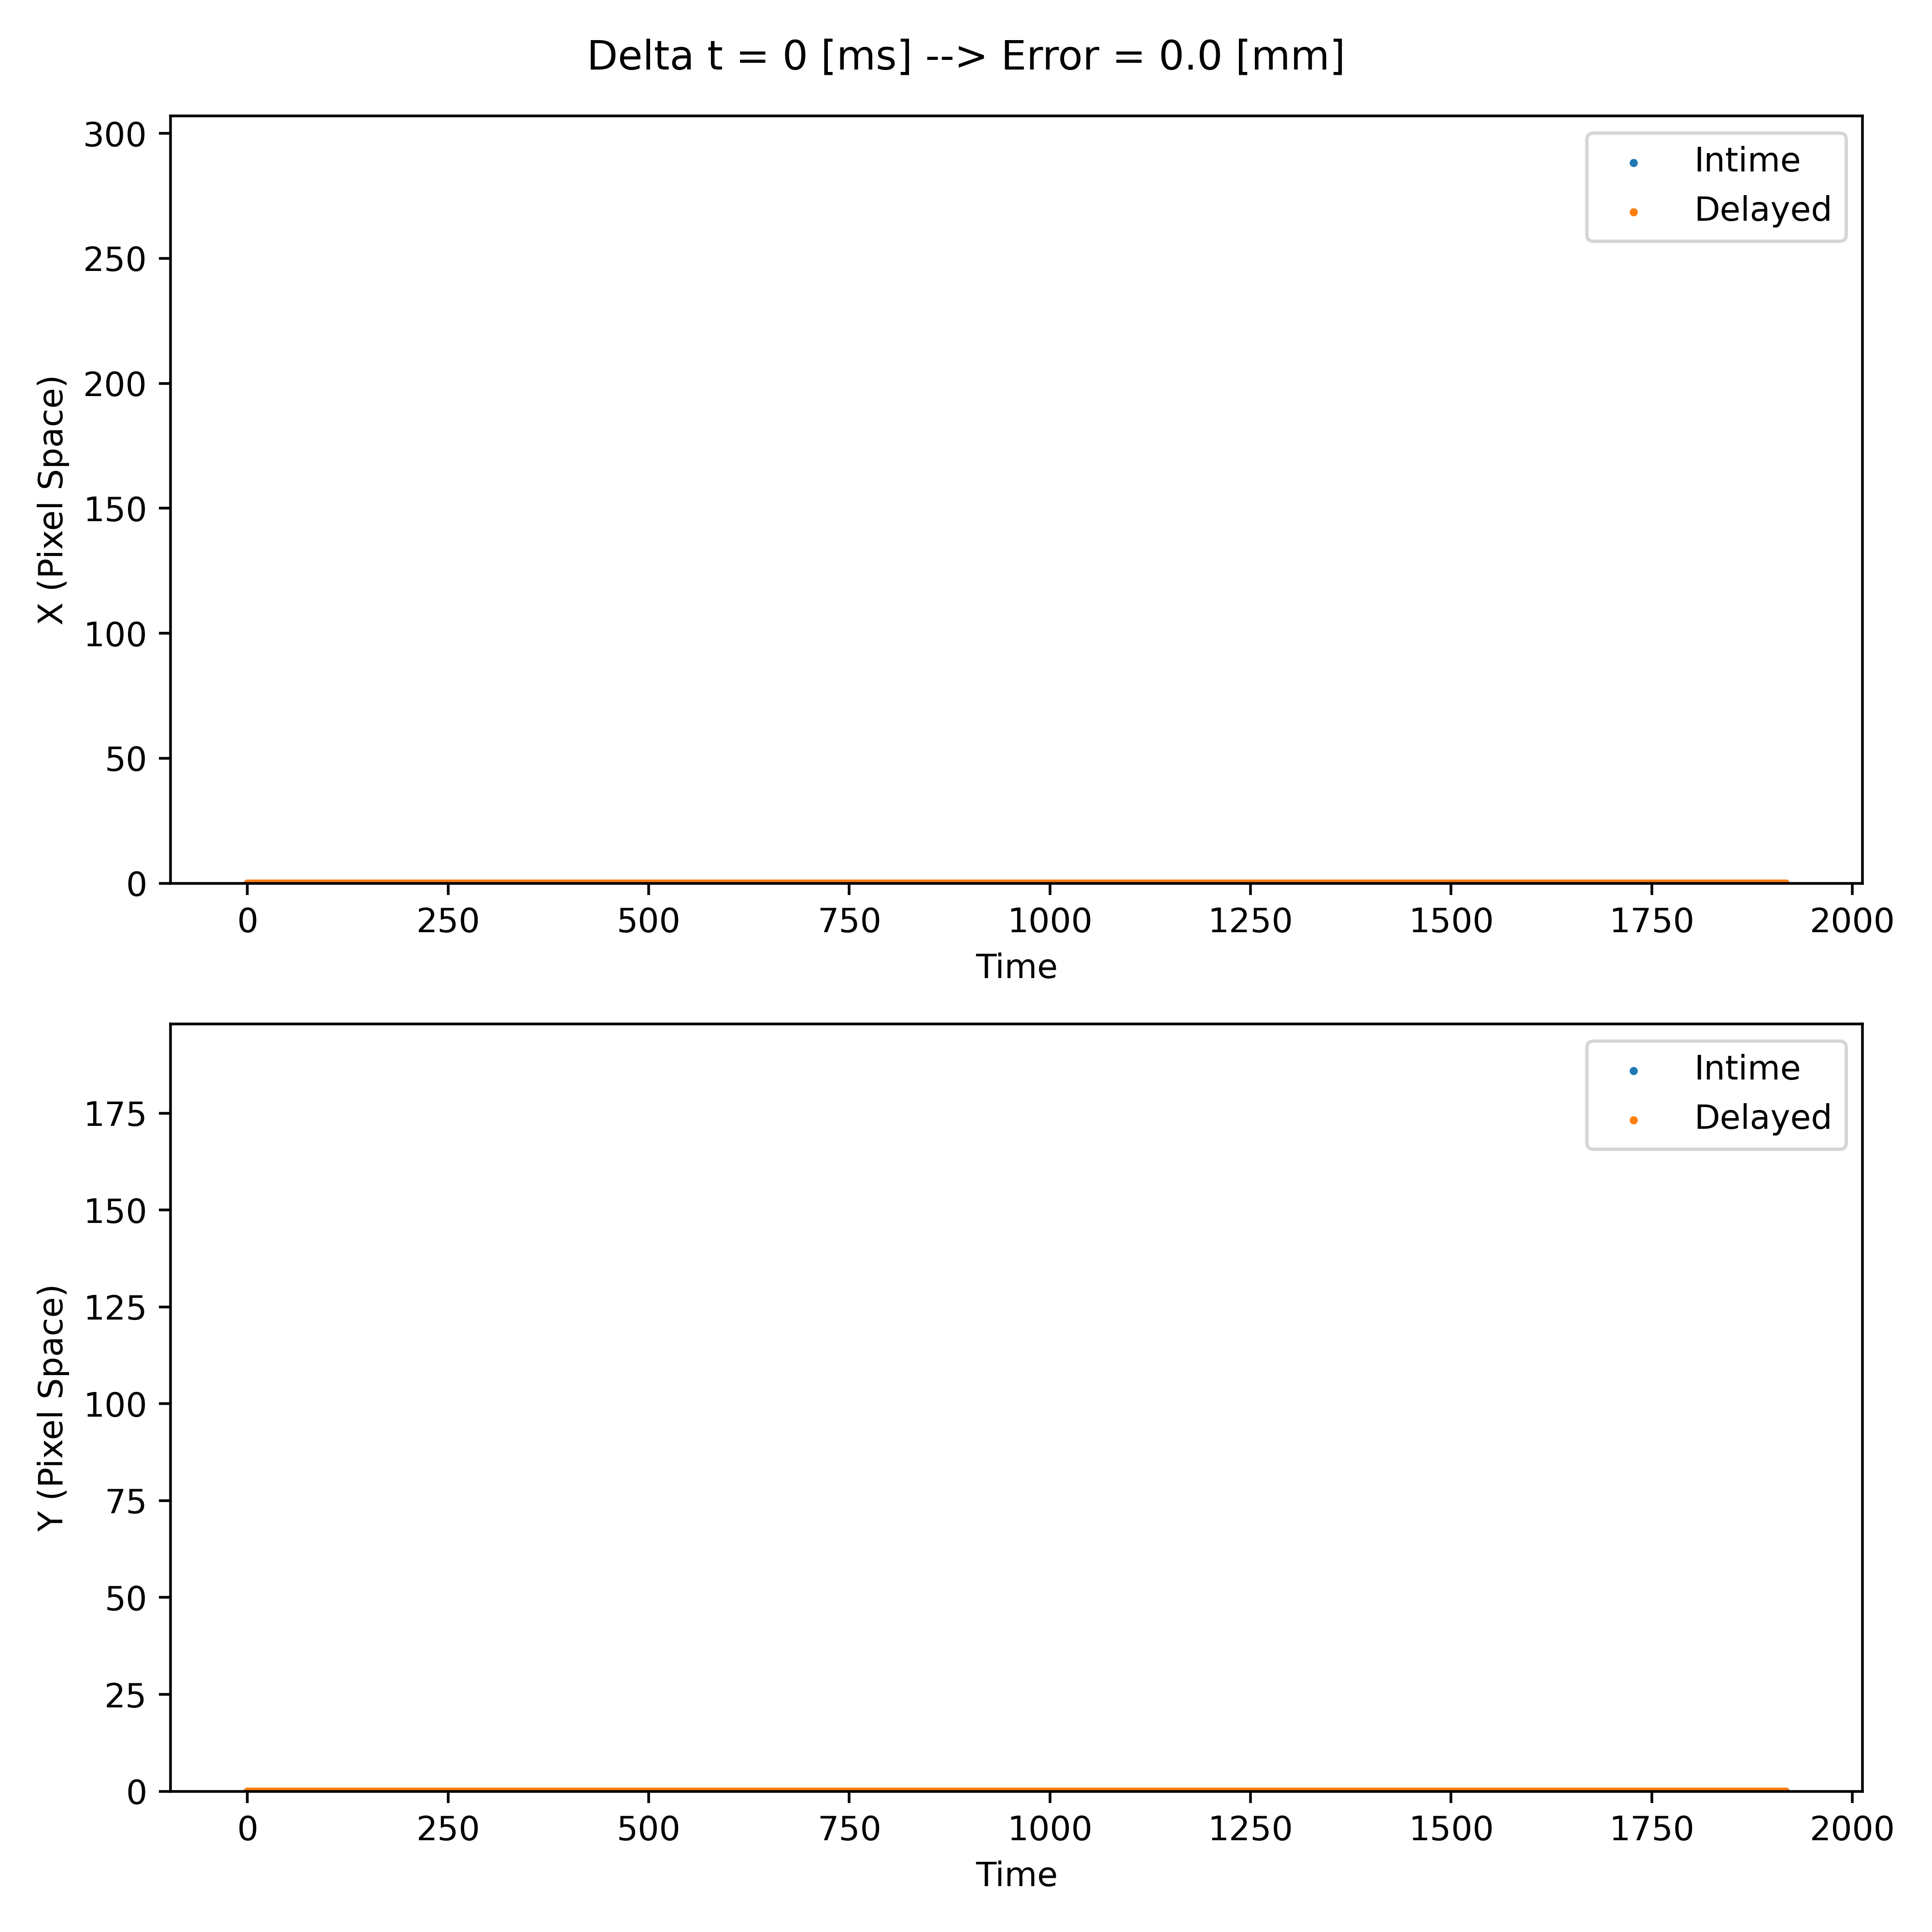 Delta t = 0 [ms] --> Error = 0.0 [mm]
300
250
200
150
100
50
0
X (Pixel Space)
Intime
Delayed
0 250 500 750 1000 1250 1500 1750 2000
Time
175
150
125
100
75
50
25
0
Y (Pixel Space)
Intime
Delayed
0 250 500 750 1000 1250 1500 1750 2000
Time